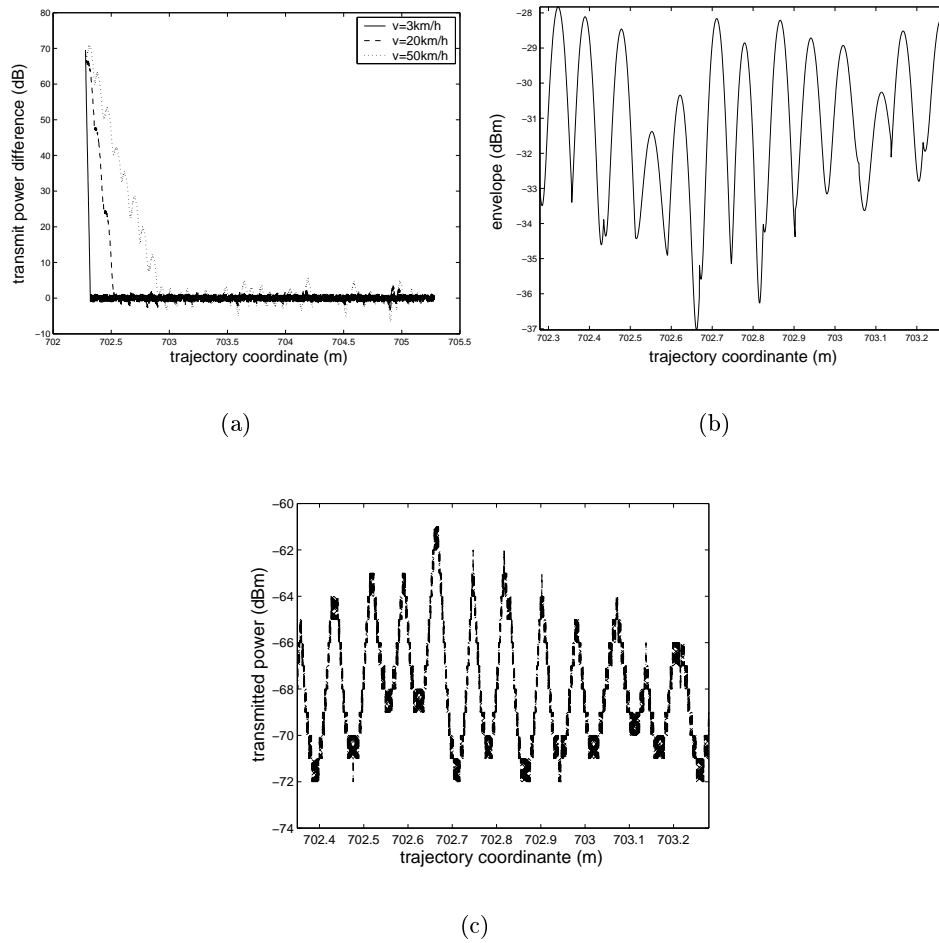 v=3km/h
v=20km/h
v=50km/h
transmit power difference (dB)
80
70
60
50
40
30
20
10
0
−10
702 702.5 703 703.5 704 704.5 705 705.5
trajectory coordinate (m)
(a)
envelope (dBm)
−28
−29
−31
−32
−34
−35
−37
702.3 702.4 702.5 702.6 702.7 702.8 702.9 703 703.1 703.2
trajectory coordinante (m)
(b)
transmitted power (dBm)
−60
−62
−64
−66
−68
−70
−72
−74
702.4 702.5 702.6 702.7 702.8 702.9 703 703.1 703.2
trajectory coordinante (m)
(c)